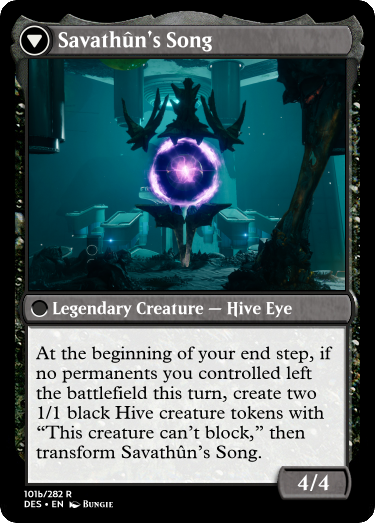 Savathûn's Song
Legendary Creature — Hive Eye
At the beginning of your end step, if
no permanents you controlled left
the battlefield this turn, create two
1/1 black Hive creature tokens with
“This creature can't block,” then
transform Savathûn's Song.
4/4
101b/282 R
DES • EN Bungie